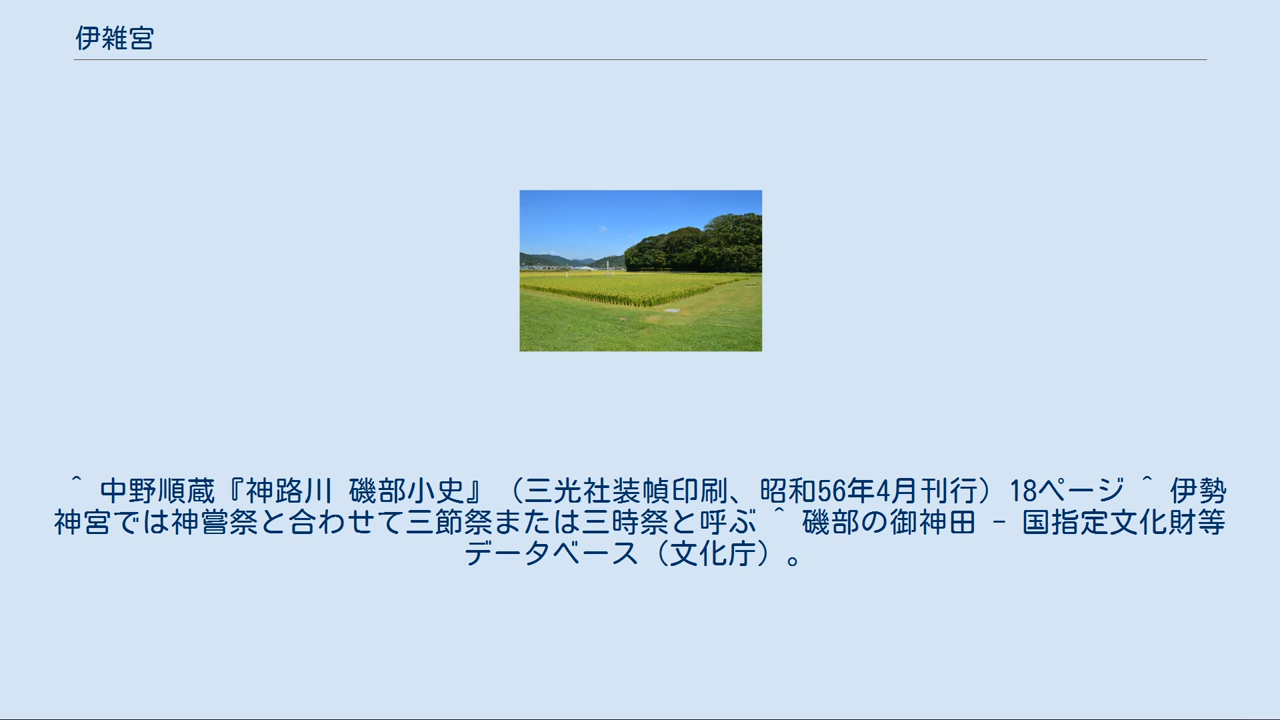 伊雑宮
^ 中野順蔵『神路川 磯部小史』（三光社装幀印刷、昭和56年4月刊行）18ページ ^ 伊勢
神宮では神嘗祭と合わせて三節祭または三時祭と呼ぶ ^ 磯部の御神田 - 国指定文化財等
データベース（文化庁）。